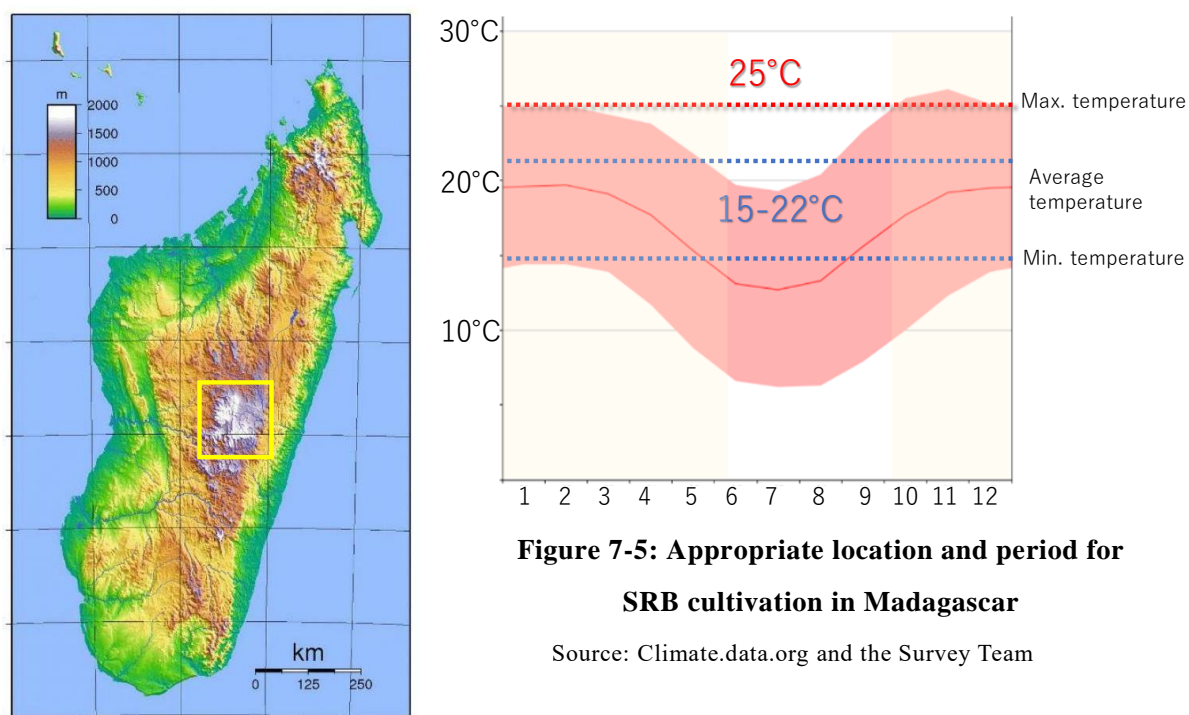 m
2000
1500
1000
500
0
km
0 125 250
30°C
20°C
10°C
25°C
15-22°C
Max. temperature
Average
temperature
Min. temperature
1 2 3 4 5 6 7 8 9 10 11 12
Figure 7-5: Appropriate location and period for
SRB cultivation in Madagascar
Source: Climate.data.org and the Survey Team